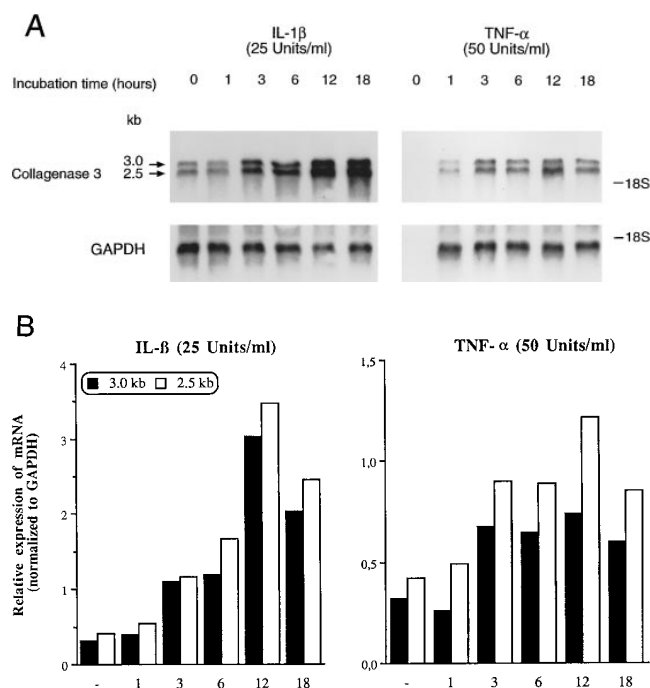 A
IL-1β TNF-α
(25 Units/ml) (50 Units/ml)
Incubation time (hours) 0 1 3 6 12 18 0 1 3 6 12 18
kb
3.0
Collagenase 3 2.5
–18S
–18S
GAPDH
B
IL-ß (25 Units/ml) TNF- α (50 Units/ml)
3.0 kb 2.5 kb
Relative expression of mRNA
(normalized to GAPDH)
4
3
2
1
0
1,5
1,0
0,5
0,0
- 1 3 6 12 18 - 1 3 6 12 18